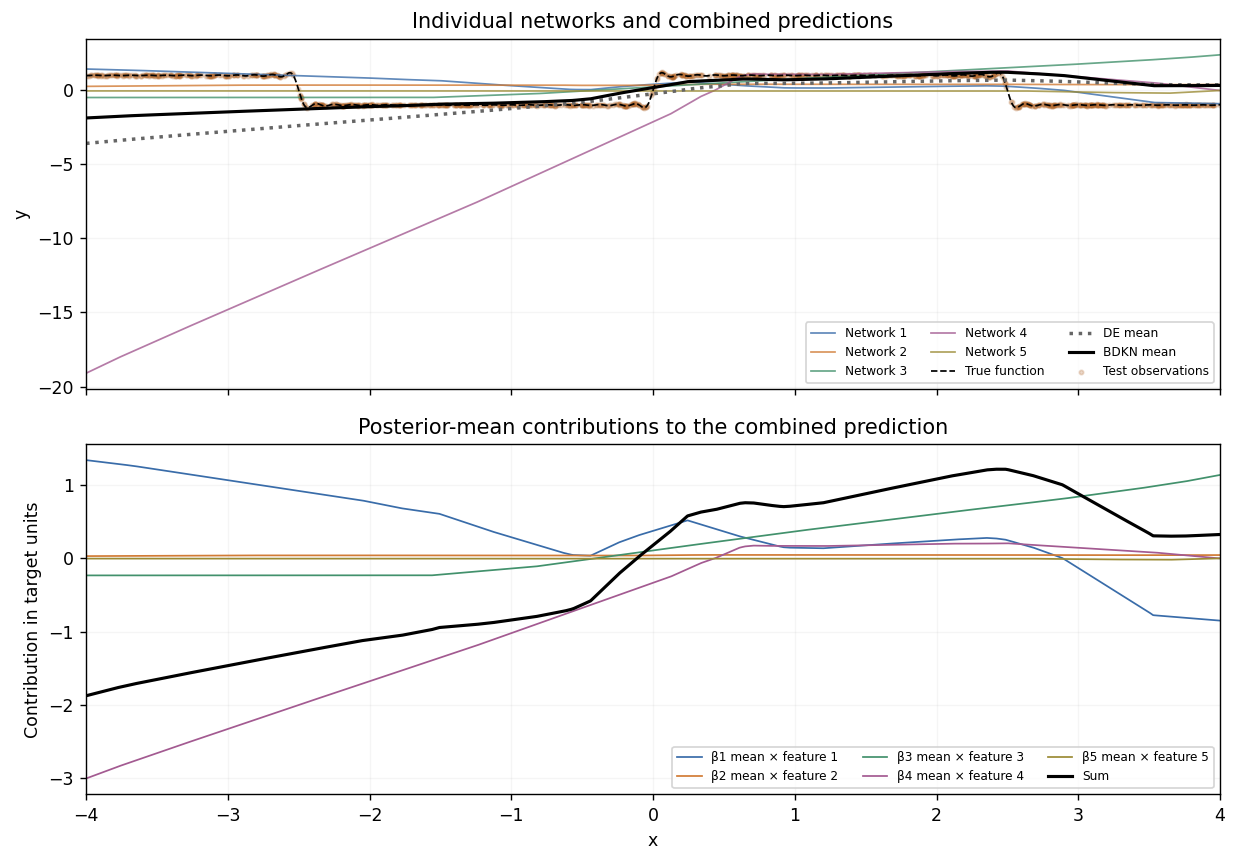 Individual networks and combined predictions
0
−5
−10
−15
−20
y
Network 1 Network 4 DE mean
Network 2 Network 5 BDKN mean
Network 3 True function Test observations
Posterior-mean contributions to the combined prediction
1
0
−1
−2
−3
Contribution in target units
β1 mean × feature 1 β3 mean × feature 3 β5 mean × feature 5
β2 mean × feature 2 β4 mean × feature 4 Sum
−4 −3 −2 −1 0 1 2 3 4
x